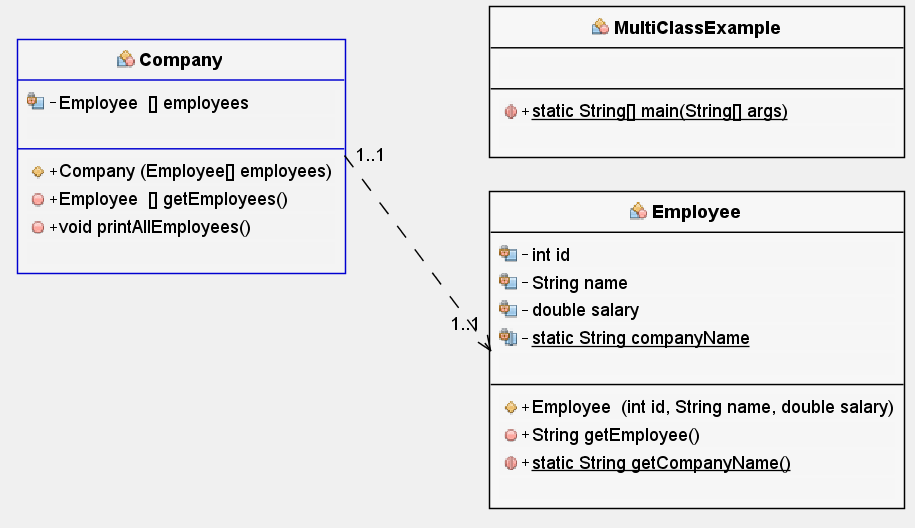 Company
-Employee [] employees
+Company (Employee[] employees)
+Employee [] getEmployees()
+void printAllEmployees()
1..1
1..1
MultiClassExample
+static String[] main(String[] args)
Employee
-int id
-String name
-double salary
-static String companyName
+Employee (int id, String name, double salary)
+String getEmployee()
+static String getCompanyName()